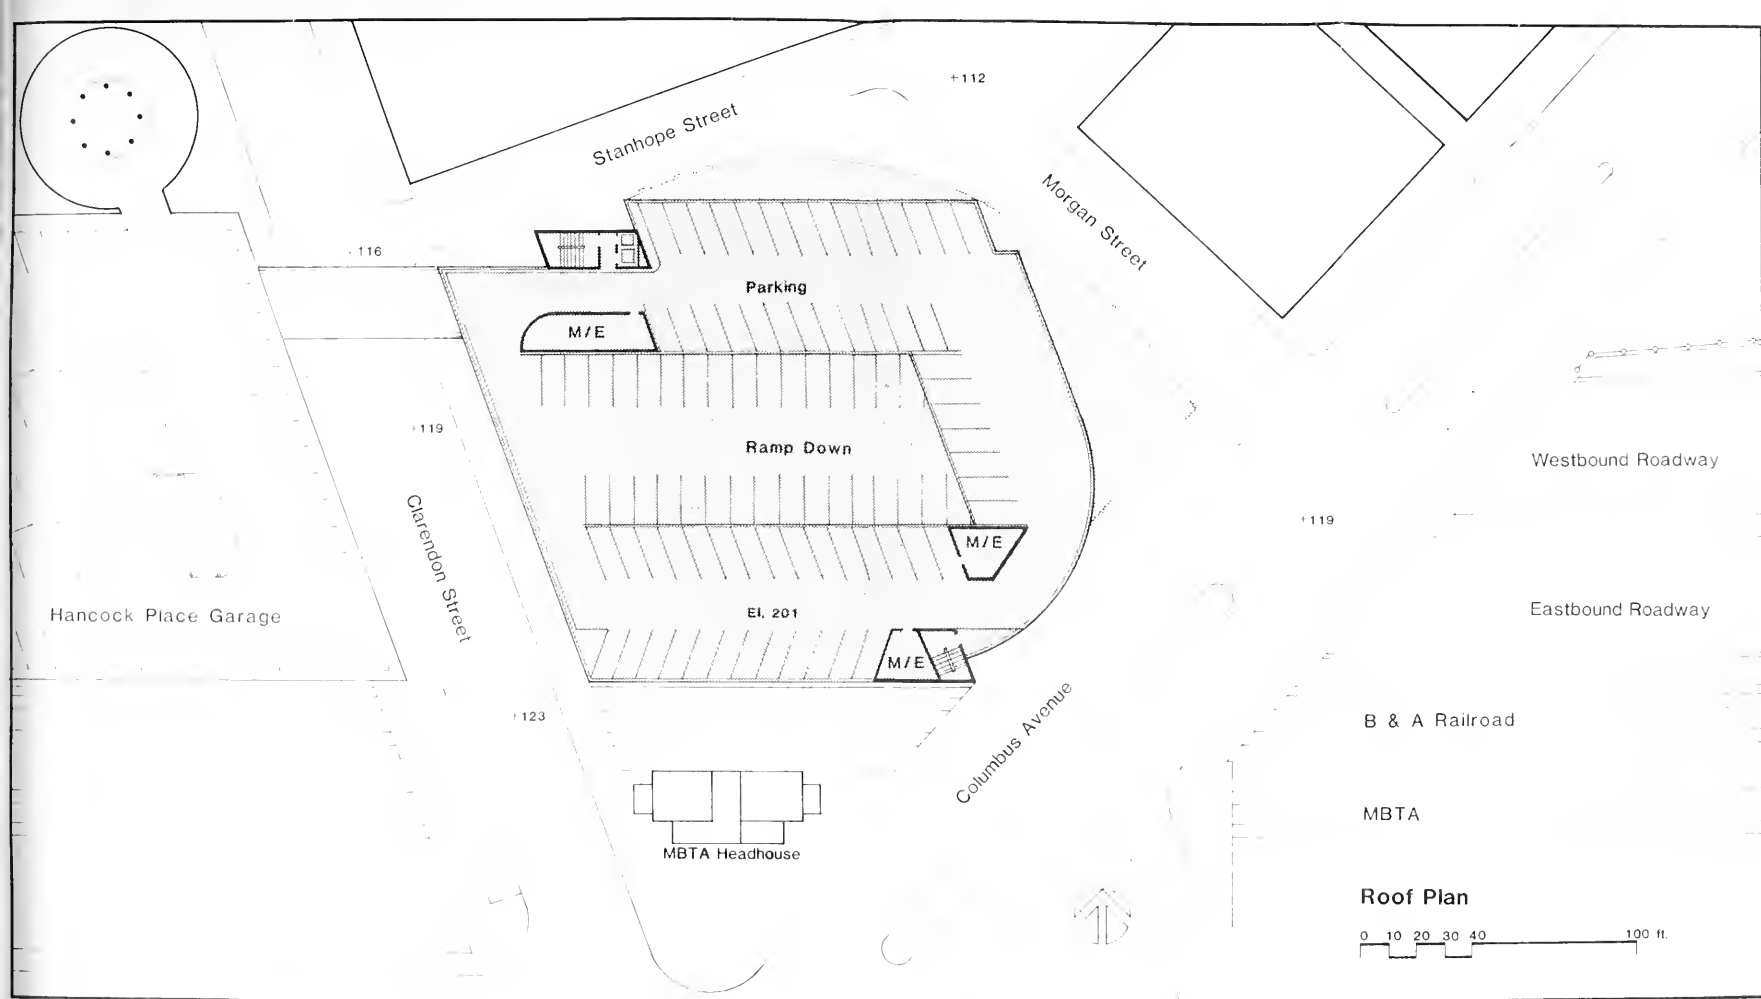 +112
Stanhope Street
Morgan Street
116
Parking
M/E
+119
Ramp Down
Westbound Roadway
Clarendon Street
+119
M/E
Hancock Place Garage
El. 201
Eastbound Roadway
M/E
+123
Columbus Avenue
B & A Railroad
MBTA
MBTA Headhouse
Roof Plan
0 10 20 30 40 100 ft.